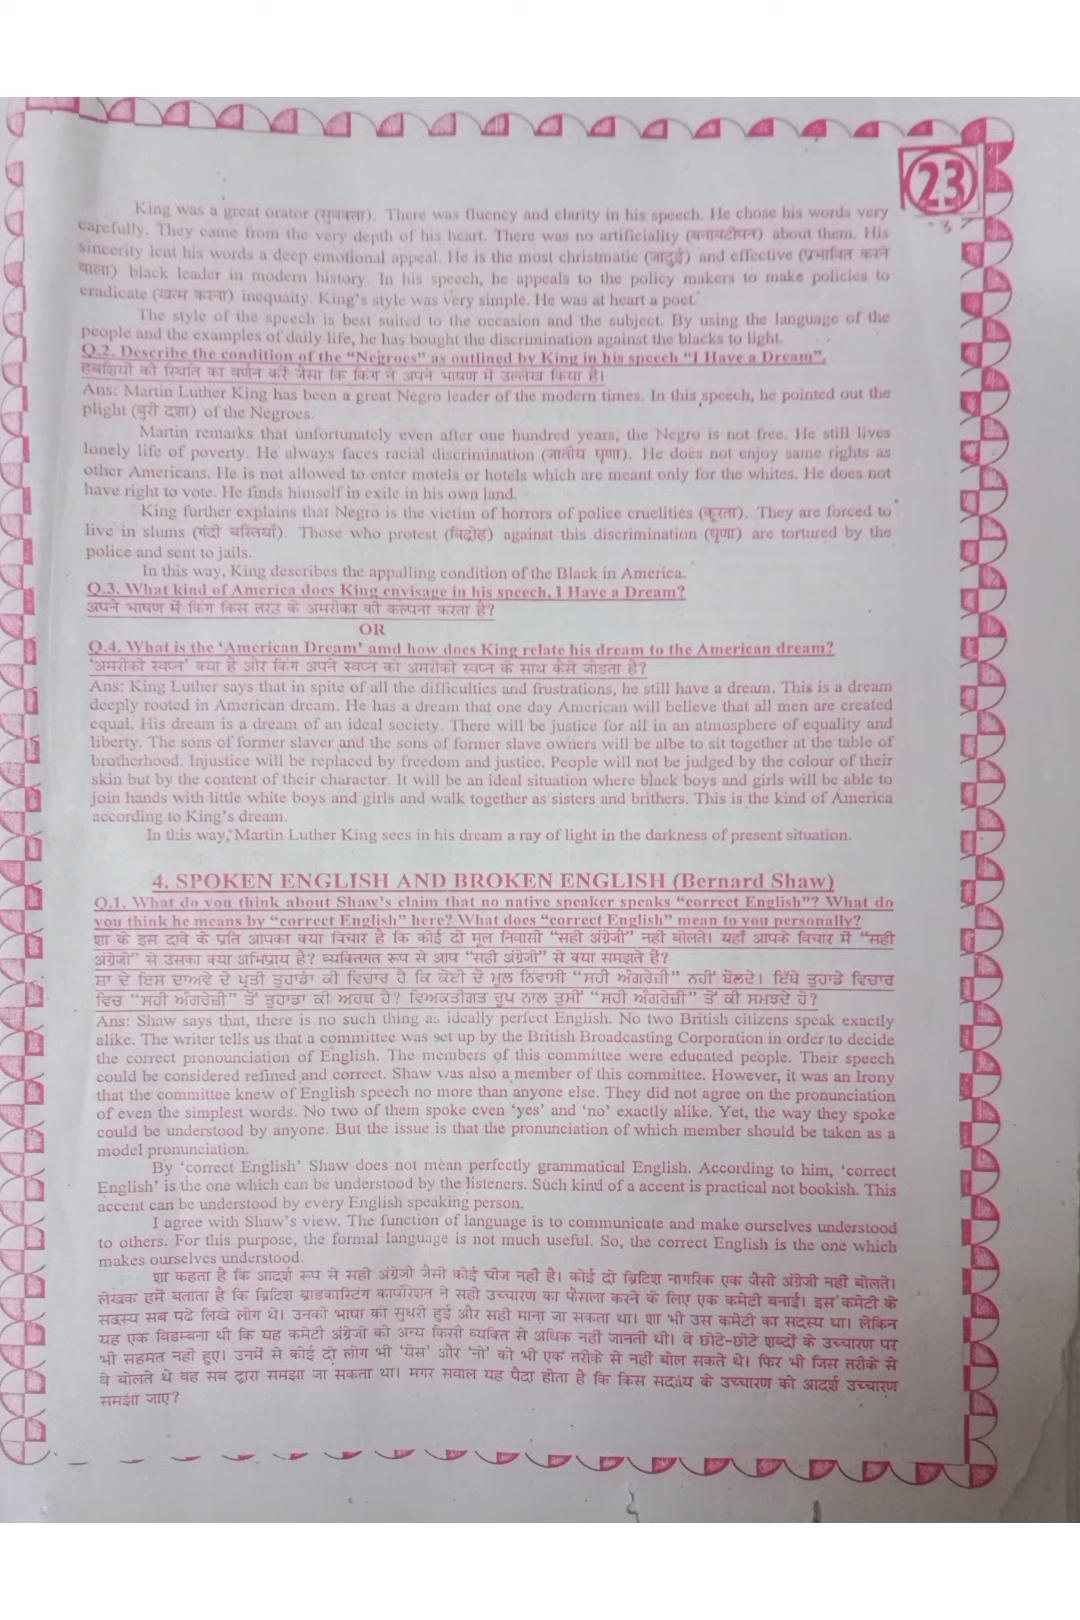 23
King was a great orator (सुवक्ता). There was fluency and clarity in his speech. He chose his words very
carefully. They came from the very depth of his heart. There was no artificiality (बनावटीपन) about them. His
sincerity lent his words a deep emotional appeal. He is the most christmatic (जादुई) and effective (प्रभावित करने
वाला) black leader in modern history. In his speech, he appeals to the policy makers to make policies to
eradicate (खत्म करना) inequaity. King's style was very simple. He was at heart a poet.
The style of the speech is best suited to the occasion and the subject. By using the language of the
people and the examples of daily life, he has bought the discrimination against the blacks to light.
Q.2. Describe the condition of the “Negroes” as outlined by King in his speech “I Have a Dream”.
हबशियों की स्थिति का वर्णन करें जैसा कि किंग ने अपने भाषण में उल्लेख किया है।
Ans: Martin Luther King has been a great Negro leader of the modern times. In this speech, he pointed out the
plight (बुरी दशा) of the Negroes.
Martin remarks that unfortunately even after one hundred years, the Negro is not free. He still lives
lonely life of poverty. He always faces racial discrimination (जातीय घृणा). He does not enjoy same rights as
other Americans. He is not allowed to enter motels or hotels which are meant only for the whites. He does not
have right to vote. He finds himself in exile in his own land.
King further explains that Negro is the victim of horrors of police cruelities (क्रूरता). They are forced to
live in slums (गंदी बस्तियाँ). Those who protest (विद्रोह) against this discrimination (घृणा) are tortured by the
police and sent to jails.
In this way, King describes the appalling condition of the Black in America.
Q.3. What kind of America does King envisage in his speech, I Have a Dream?
अपने भाषण में किंग किस तरह के अमरीका की कल्पना करता है?
OR
Q.4. What is the ‘American Dream’ amd how does King relate his dream to the American dream?
‘अमरीकी स्वप्न’ क्या है और किंग अपने स्वप्न को अमरीकी स्वप्न के साथ कैसे जोड़ता है?
Ans: King Luther says that in spite of all the difficulties and frustrations, he still have a dream. This is a dream
deeply rooted in American dream. He has a dream that one day American will believe that all men are created
equal. His dream is a dream of an ideal society. There will be justice for all in an atmosphere of equality and
liberty. The sons of former slaver and the sons of former slave owners will be albe to sit together at the table of
brotherhood. Injustice will be replaced by freedom and justice. People will not be judged by the colour of their
skin but by the content of their character. It will be an ideal situation where black boys and girls will be able to
join hands with little white boys and girls and walk together as sisters and brithers. This is the kind of America
according to King's dream.
In this way, Martin Luther King sees in his dream a ray of light in the darkness of present situation.
4. SPOKEN ENGLISH AND BROKEN ENGLISH (Bernard Shaw)
Q.1. What do you think about Shaw's claim that no native speaker speaks “correct English”? What do
you think he means by “correct English” here? What does “correct English” mean to you personally?
शा के इस दावे के प्रति आपका क्या विचार है कि कोई दो मूल निवासी “सही अंग्रेजी” नहीं बोलते। यहाँ आपके विचार में “सही
अंग्रेजी” से उसका क्या अभिप्राय है? व्यक्तिगत रूप से आप “सही अंग्रेजी” से क्या समझते है?
ਸ਼ਾ ਦੇ ਇਸ ਦਾਅਵੇ ਦੇ ਪ੍ਰਤੀ ਤੁਹਾਡਾ ਕੀ ਵਿਚਾਰ ਹੈ ਕਿ ਕੋਈ ਦੋ ਮੂਲ ਨਿਵਾਸੀ “ਸਹੀ ਅੰਗਰੇਜ਼ੀ” ਨਹੀਂ ਬੋਲਦੇ। ਇੱਥੇ ਤੁਹਾਡੇ ਵਿਚਾਰ
ਵਿਚ “ਸਹੀ ਅੰਗਰੇਜ਼ੀ” ਤੋਂ ਤੁਹਾਡਾ ਕੀ ਅਰਥ ਹੈ? ਵਿਅਕਤੀਗਤ ਰੂਪ ਨਾਲ ਤੁਸੀਂ “ਸਹੀ ਅੰਗਰੇਜ਼ੀ” ਤੋਂ ਕੀ ਸਮਝਦੇ ਹੋ?
Ans: Shaw says that, there is no such thing as ideally perfect English. No two British citizens speak exactly
alike. The writer tells us that a committee was set up by the British Broadcasting Corporation in order to decide
the correct pronounciation of English. The members of this committee were educated people. Their speech
could be considered refined and correct. Shaw was also a member of this committee. However, it was an Irony
that the committee knew of English speech no more than anyone else. They did not agree on the pronunciation
of even the simplest words. No two of them spoke even ‘yes’ and ‘no’ exactly alike. Yet, the way they spoke
could be understood by anyone. But the issue is that the pronunciation of which member should be taken as a
model pronunciation.
By ‘correct English’ Shaw does not mean perfectly grammatical English. According to him, ‘correct
English’ is the one which can be understood by the listeners. Such kind of a accent is practical not bookish. This
accent can be understood by every English speaking person.
I agree with Shaw's view. The function of language is to communicate and make ourselves understood
to others. For this purpose, the formal language is not much useful. So, the correct English is the one which
makes ourselves understood.
शा कहता है कि आदर्श रूप से सही अंग्रेजी जैसी कोई चीज नहीं है। कोई दो ब्रिटिश नागरिक एक जैसी अंग्रेजी नहीं बोलते।
लेखक हमें बताता है कि ब्रिटिश ब्राडकास्टिंग कार्पोरेशन ने सही उच्चारण का फैसला करने के लिए एक कमेटी बनाई। इस कमेटी के
सदस्य सब पढे लिखे लोग थे। उनको भाषा का सुधरी हुई और सही माना जा सकता था। शा भी उस कमेटी का सदस्य था। लेकिन
यह एक विडम्बना थी कि यह कमेटी अंग्रेजी को अन्य किसी व्यक्ति से अधिक नहीं जानती थी। वे छोटे-छोटे शब्दों के उच्चारण पर
भी सहमत नहीं हुए। उनमें से कोई दो लोग भी ‘येस’ और ‘नो’ को भी एक तरीके से नहीं बोल सकते थे। फिर भी जिस तरीके से
वे बोलते थे वह सब द्वारा समझा जा सकता था। मगर सवाल यह पैदा होता है कि किस के उच्चारण को आदर्श उच्चारण
समझा जाए?